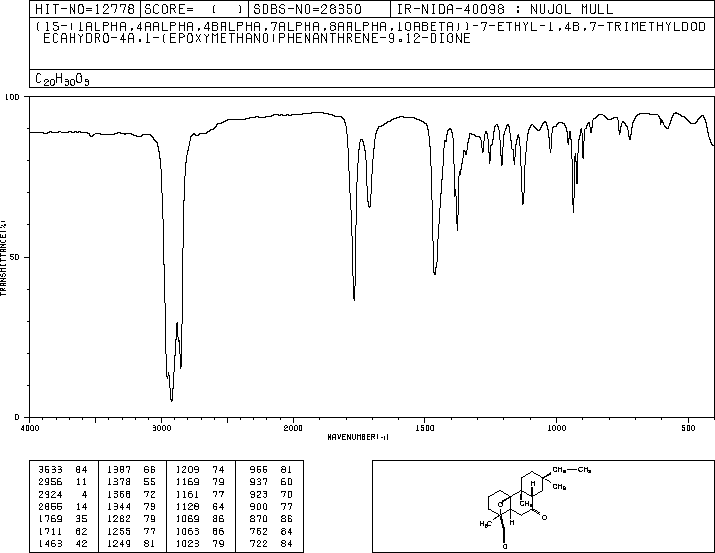 HIT-NO=12778 SCORE= ( ) SDBS-NO=28350 IR-NIDA-40098 : NUJOL MULL
(1S-(1ALPHA,4AALPHA,4BALPHA,7ALPHA,8AALPHA,10ABETA))-7-ETHYL-1,4B,7-TRIMETHYLDOD
ECAHYDRO-4A,1-(EPOXYMETHANO)PHENANTHRENE-9,12-DIONE
C20H30O3
100
50
0
TRANSMITTANCE(%)
4000 3000 2000 1500 1000 500
WAVENUMBER(-1)
3533 84 1387 66 1209 74 966 81
2956 11 1378 55 1169 79 937 60
2924 4 1368 72 1161 77 923 70
2866 14 1344 79 1128 64 900 77
1769 35 1282 79 1069 86 870 86
1711 62 1255 77 1063 86 762 84
1463 42 1249 81 1023 79 722 84
CH2 CH3
H
CH3
O
CH3
O
H3C
H
O